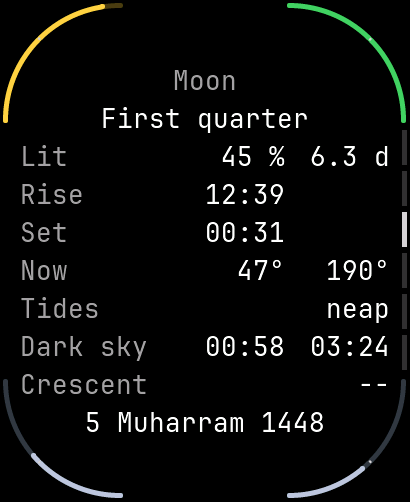 Moon
First quarter
Lit 45 % 6.3 d
Rise 12:39
Set 00:31
Now 47° 190°
Tides neap
Dark sky 00:58 03:24
Crescent --
5 Muharram 1448